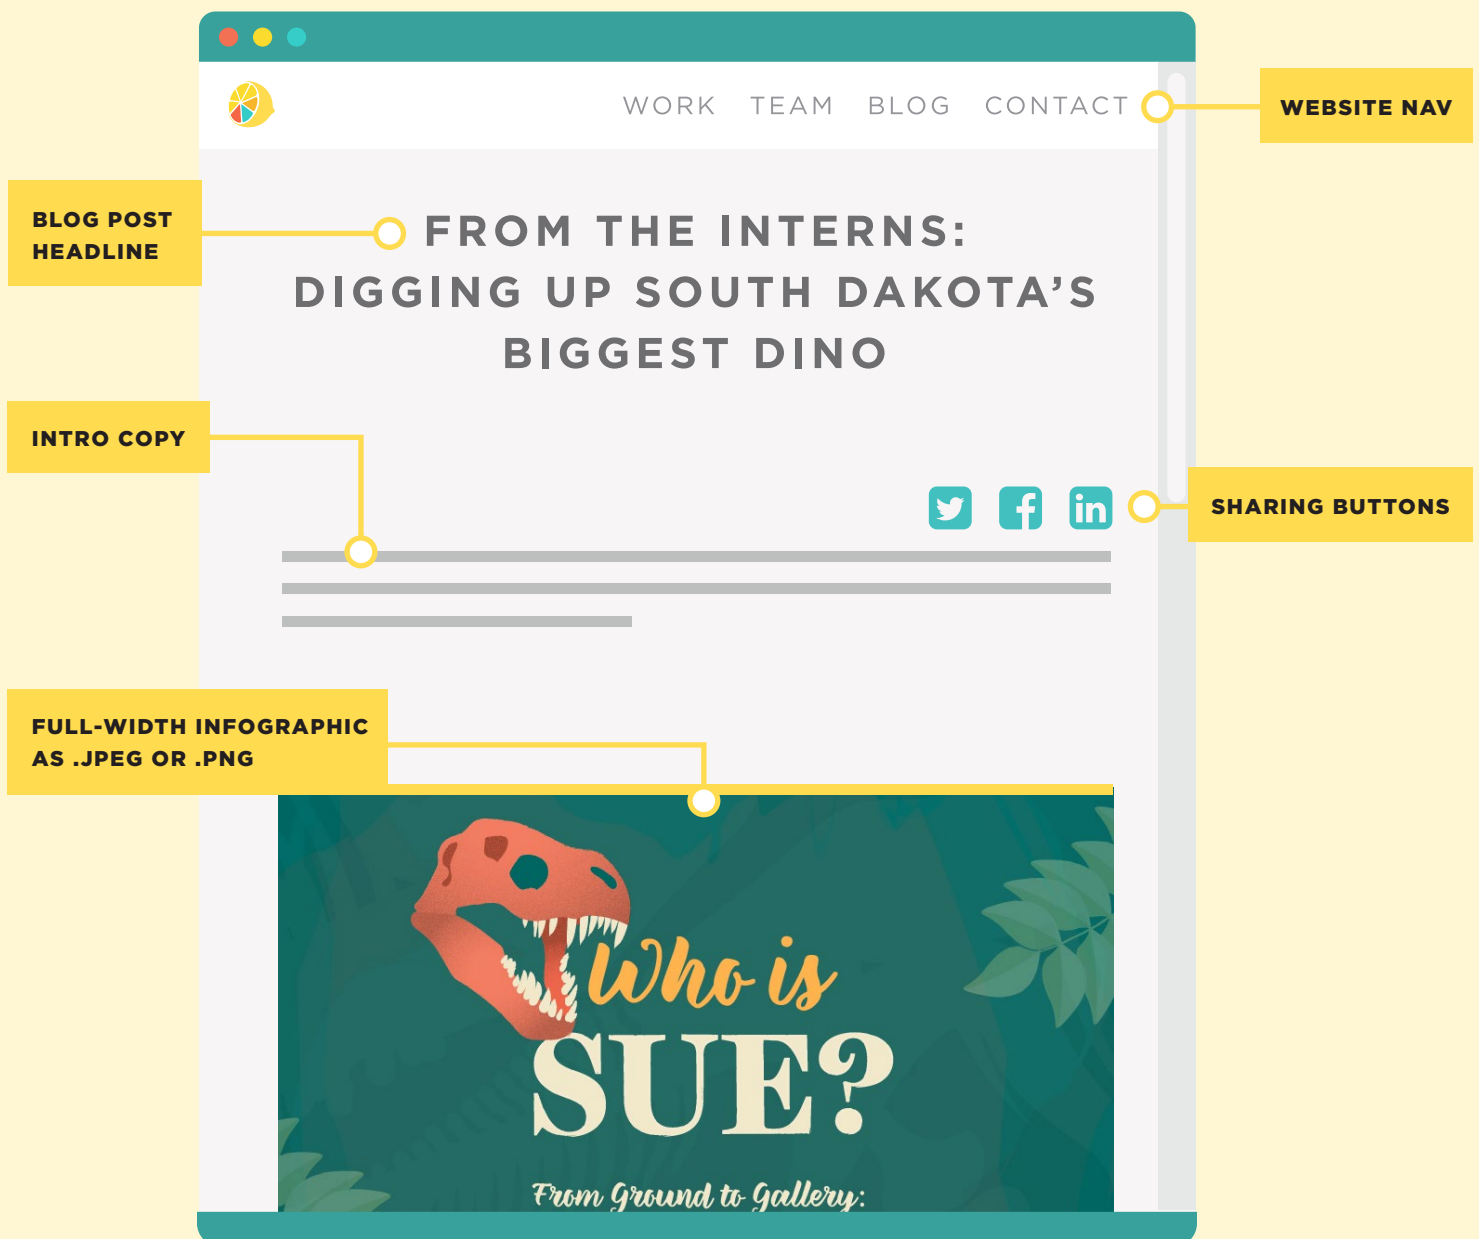 WORK TEAM BLOG CONTACT
WEBSITE NAV
BLOG POST
HEADLINE
FROM THE INTERNS:
DIGGING UP SOUTH DAKOTA’S
BIGGEST DINO
INTRO COPY
in
SHARING BUTTONS
FULL-WIDTH INFOGRAPHIC
AS .JPEG OR .PNG
Who is
SUE?
From Ground to Gallery: